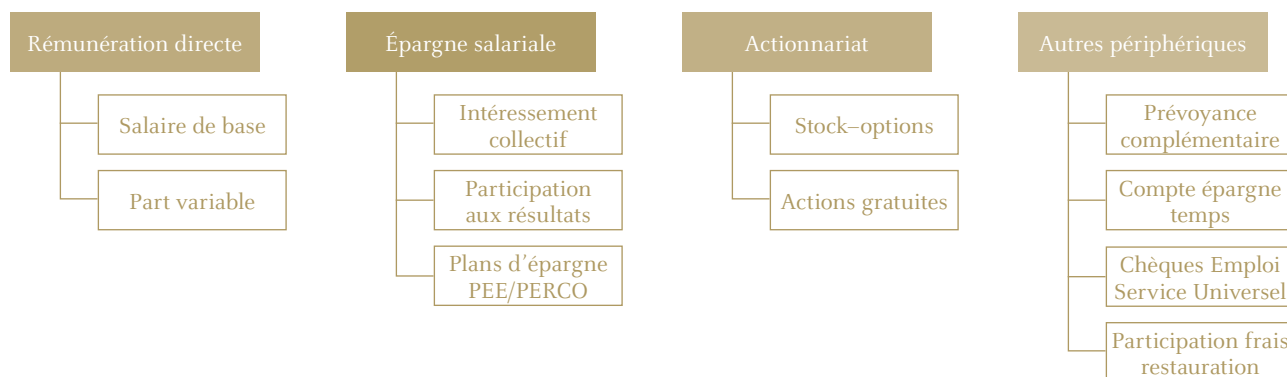 Rémunération directe
Salaire de base
Part variable
Épargne salariale
Intéressement
collectif
Participation
aux résultats
Plans d'épargne
PEE/PERCO
Actionnariat
Stock–options
Actions gratuites
Autres périphériques
Prévoyance
complémentaire
Compte épargne
temps
Chèques Emploi
Service Universel
Participation frais
restauration